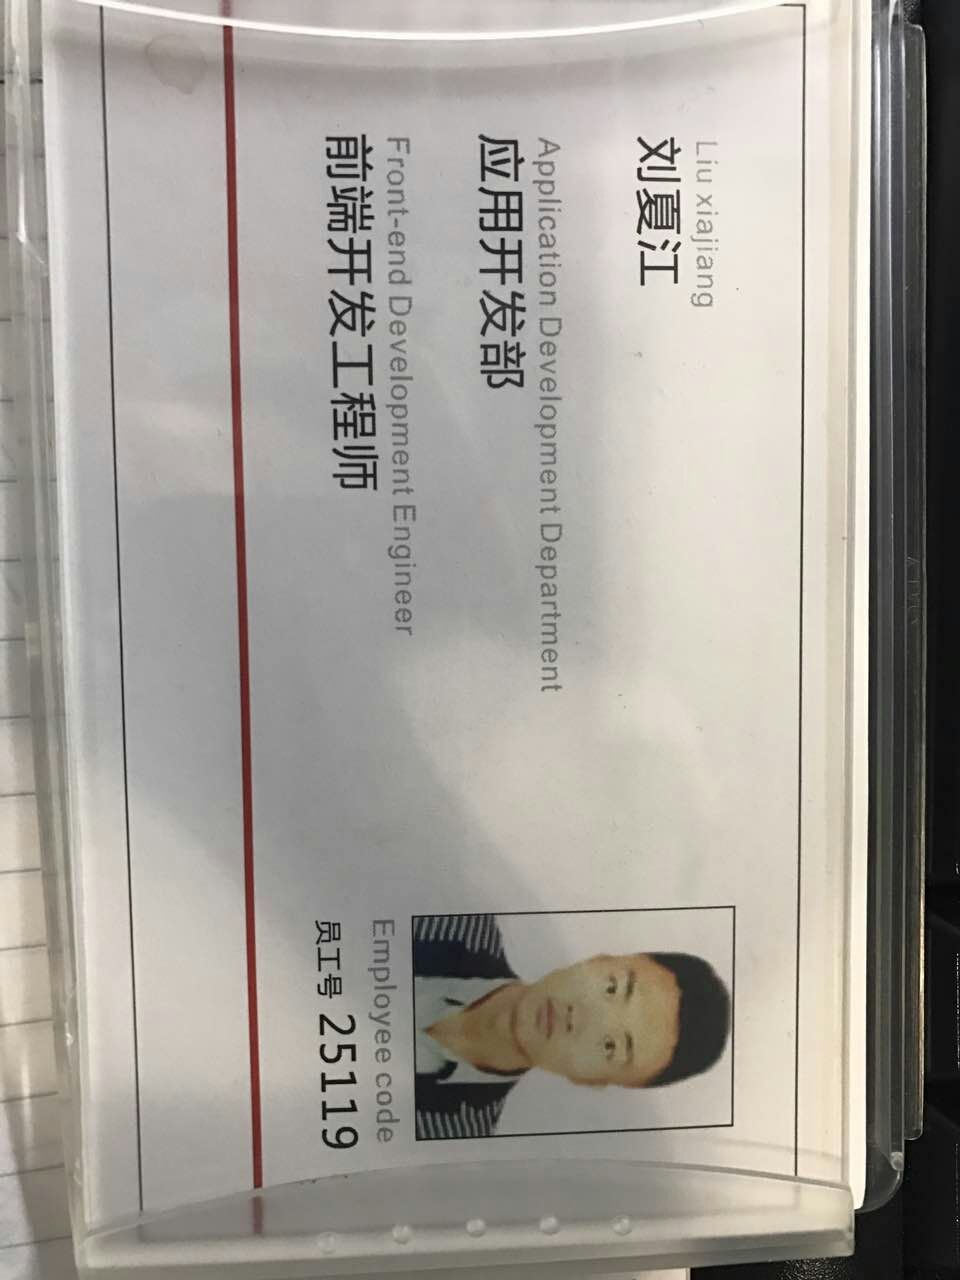 Liu xiajiang
刘夏江
Application Development Department
应用开发部
Front-end Development Engineer
前端开发工程师
Employee code
员工号 25119